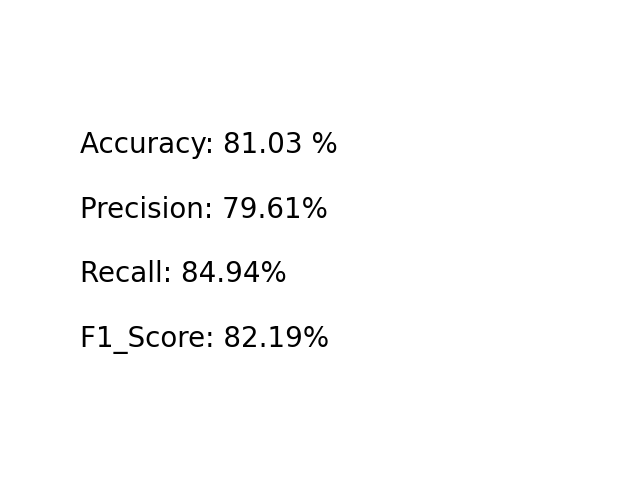 Accuracy: 81.03 %
Precision: 79.61%
Recall: 84.94%
F1_Score: 82.19%